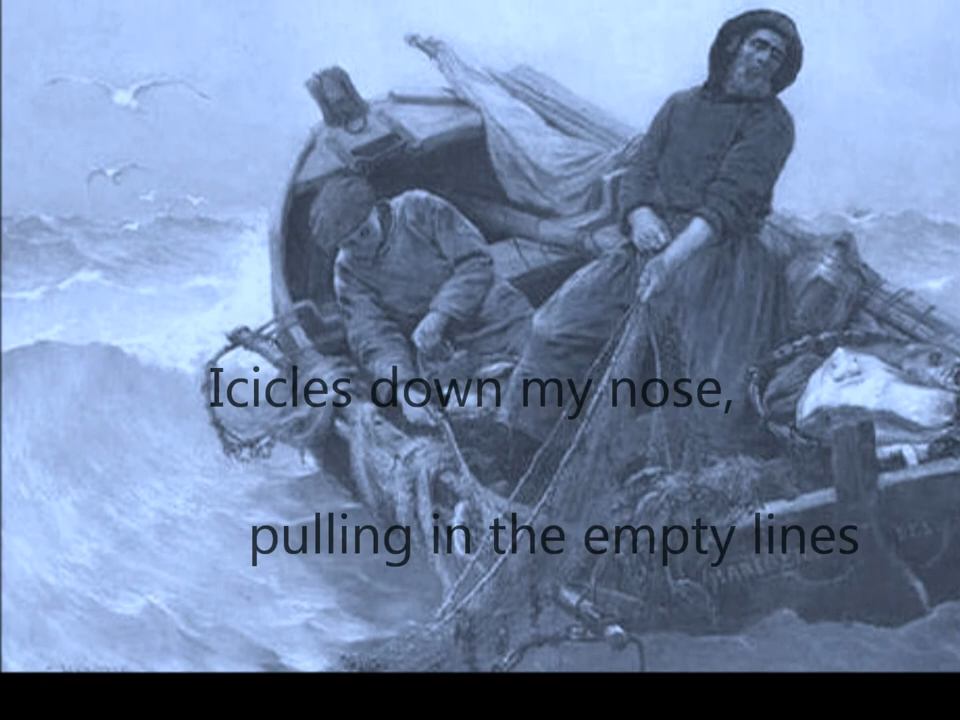 Icicles down my nose,
pulling in the empty lines